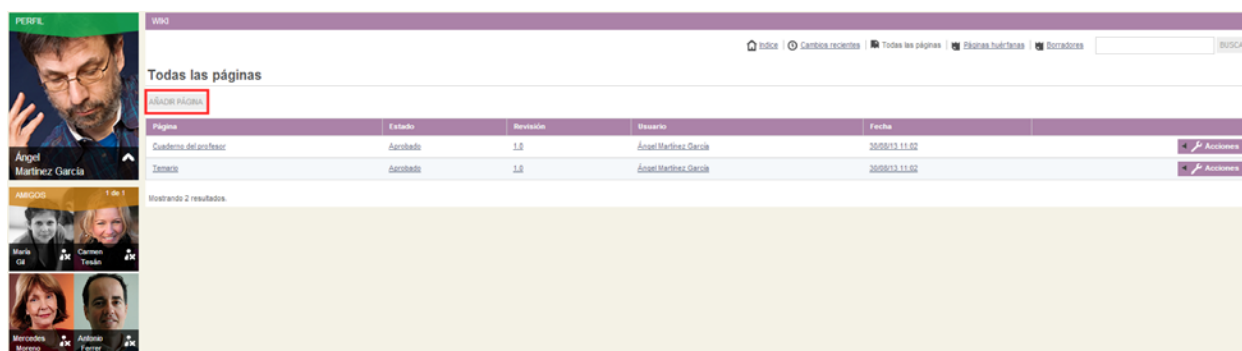 PERFIL
WIKI
Indice | Cambios recientes | Todas las páginas | Páginas huérfanas | Borradores
BUSCA
Todas las páginas
AÑADIR PÁGINA
Página Estado Revisión Usuario Fecha
Cuaderno del profesor Aprobado 1.0 Ángel Martínez García 30/08/13 11:02 Acciones
Temario Aprobado 1.0 Ángel Martínez García 30/08/13 11:02 Acciones
Mostrando 2 resultados.
Ángel
Martínez García
AMIGOS 1 de 1
María
Gil
Carmen
Tesán
Mercedes
Moreno
Antonio
Ferrer